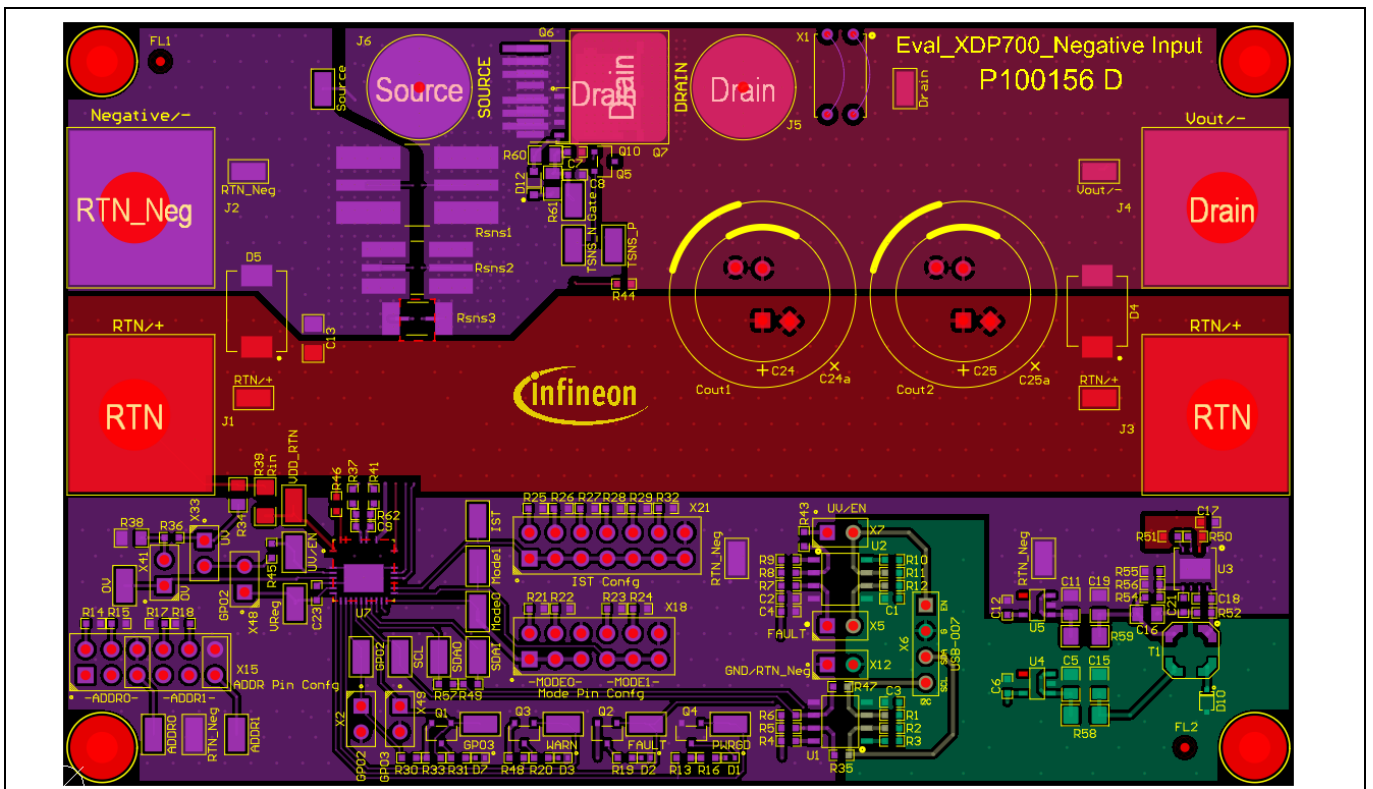 Eval_XDP700_Negative Input
P100156 D
FL1
J6
Q6
X1
Source
Source
SOURCE
Drain
Drain
DRAIN
Drain
J5
Drain
Negative/-
Vout/-
RTN_Neg
RTN_Neg
J2
R60
C7
Q10
Q5
Q7
C8
D12
R61
Gate
Vout/-
J4
Drain
Rsns1
Rsns2
Rsns3
TSNS_N
TSNS_P
R44
D5
C13
D4
RTN/+
RTN/+
RTN
J1
RTN/+
infineon
Cout1
C24
C24a
Cout2
C25
C25a
RTN/+
J3
RTN
R39
Rin
VDD_RTN
R46
R37
R41
R34
R62
C9
R38
R36
X33
UV
X41
OV
OV
GPO2
X48
R45
UV/EN
VReg
C23
U7
IST
Mode1
Mode0
R25
R26
R27
R28
R29
R32
X21
IST Confg
R21
R22
R23
R24
X18
-MODE0-
-MODE1-
Mode Pin Confg
RTN_Neg
R43
UV/EN
X7
U2
R9
R8
R7
C2
C4
R10
R11
R12
C1
FAULT
X5
X6
EN
G
SDA
SCL
USB-007
GND/RTN_Neg
X12
R47
C3
R6
R5
R4
R1
R2
R3
U1
R35
RTN_Neg
C12
U5
C11
C19
R59
C6
U4
C5
C15
R58
C17
R51
R50
R55
R56
R54
U3
C21
C18
R52
C16
T1
D10
FL2
R14
R15
R17
R18
X15
-ADDR0-
-ADDR1-
ADDR Pin Confg
ADDR0
RTN_Neg
ADDR1
GPO2
SCL
SDAO
SDAI
R57
R49
X2
X49
GPO2
GPO3
Q1
GPO3
Q3
WARN
Q2
FAULT
Q4
PWRGD
R30
R33
R31
D7
R48
R20
D3
R19
D2
R13
R16
D1